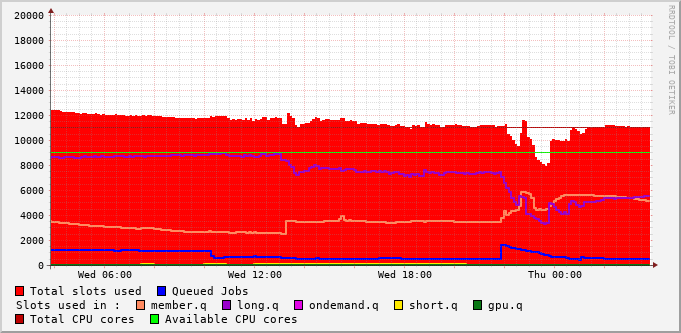 RRDTOOL / TOBI OETIKER
20000
18000
16000
14000
12000
10000
8000
6000
4000
2000
0
Wed 06:00 Wed 12:00 Wed 18:00 Thu 00:00
Total slots used Queued Jobs
Slots used in : member.q long.q ondemand.q short.q gpu.q
Total CPU cores Available CPU cores